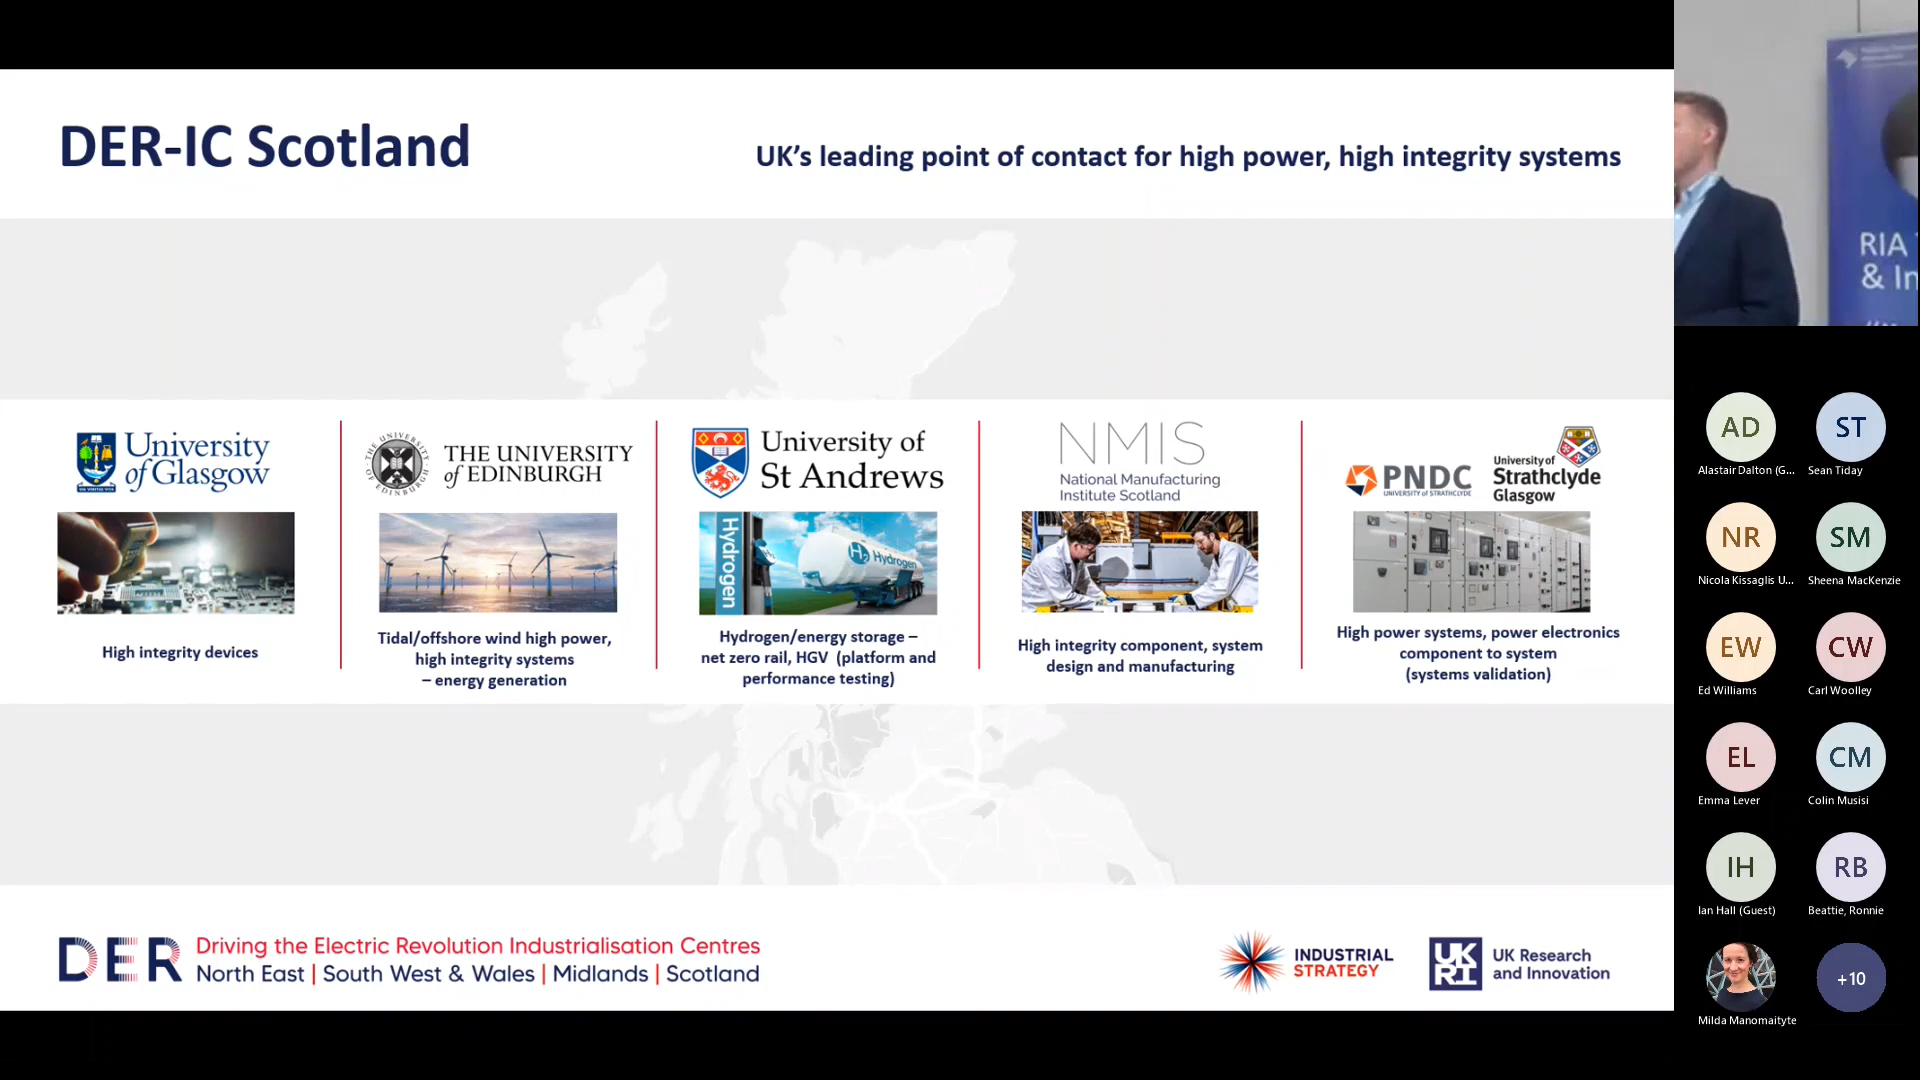 DER-IC Scotland
UK's leading point of contact for high power, high integrity systems
University
of Glasgow
High integrity devices
THE UNIVERSITY
of EDINBURGH
Tidal/offshore wind high power,
high integrity systems
– energy generation
University of
St Andrews
Hydrogen
H2 Hydrogen
Hydrogen/energy storage –
net zero rail, HGV (platform and
performance testing)
NMIS
National Manufacturing
Institute Scotland
High integrity component, system
design and manufacturing
PNDC
UNIVERSITY OF STRATHCLYDE
University of
Strathclyde
Glasgow
High power systems, power electronics
component to system
(systems validation)
DER
Driving the Electric Revolution Industrialisation Centres
North East | South West & Wales | Midlands | Scotland
INDUSTRIAL
STRATEGY
UK
RI
UK Research
and Innovation
RIA
& In
AD
Alastair Dalton (G...
ST
Sean Tiday
NR
Nicola Kissaglis U...
SM
Sheena MacKenzie
EW
Ed Williams
CW
Carl Woolley
EL
Emma Lever
CM
Colin Musisi
IH
Ian Hall (Guest)
RB
Beattie, Ronnie
Milda Manomaityte
+10